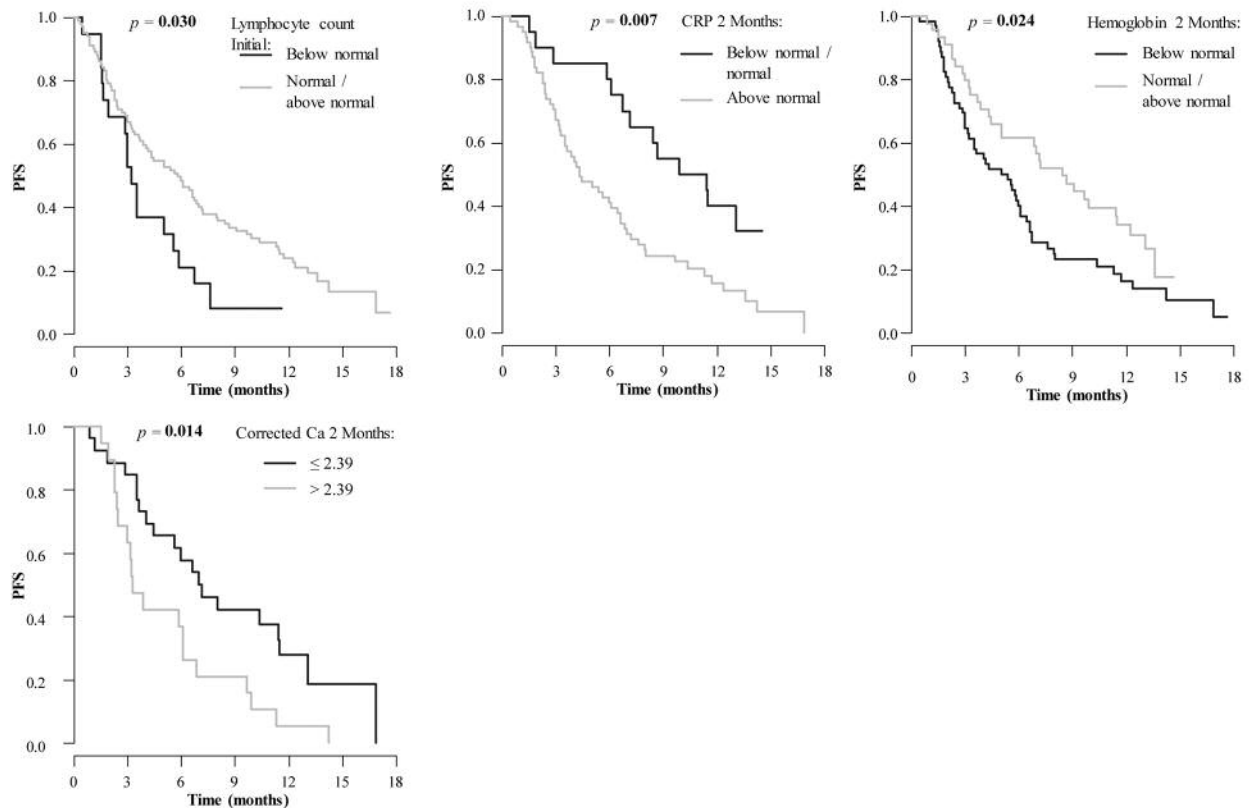 p = 0.030
Lymphocyte count
Initial:
Below normal
Normal /
above normal
1.0
0.8
0.6
0.4
0.2
0.0
PFS
0 3 6 9 12 15 18
Time (months)
p = 0.007
CRP 2 Months:
Below normal /
normal
Above normal
1.0
0.8
0.6
0.4
0.2
0.0
PFS
0 3 6 9 12 15 18
Time (months)
p = 0.024
Hemoglobin 2 Months:
Below normal
Normal /
above normal
1.0
0.8
0.6
0.4
0.2
0.0
PFS
0 3 6 9 12 15 18
Time (months)
p = 0.014
Corrected Ca 2 Months:
≤ 2.39
> 2.39
1.0
0.8
0.6
0.4
0.2
0.0
PFS
0 3 6 9 12 15 18
Time (months)